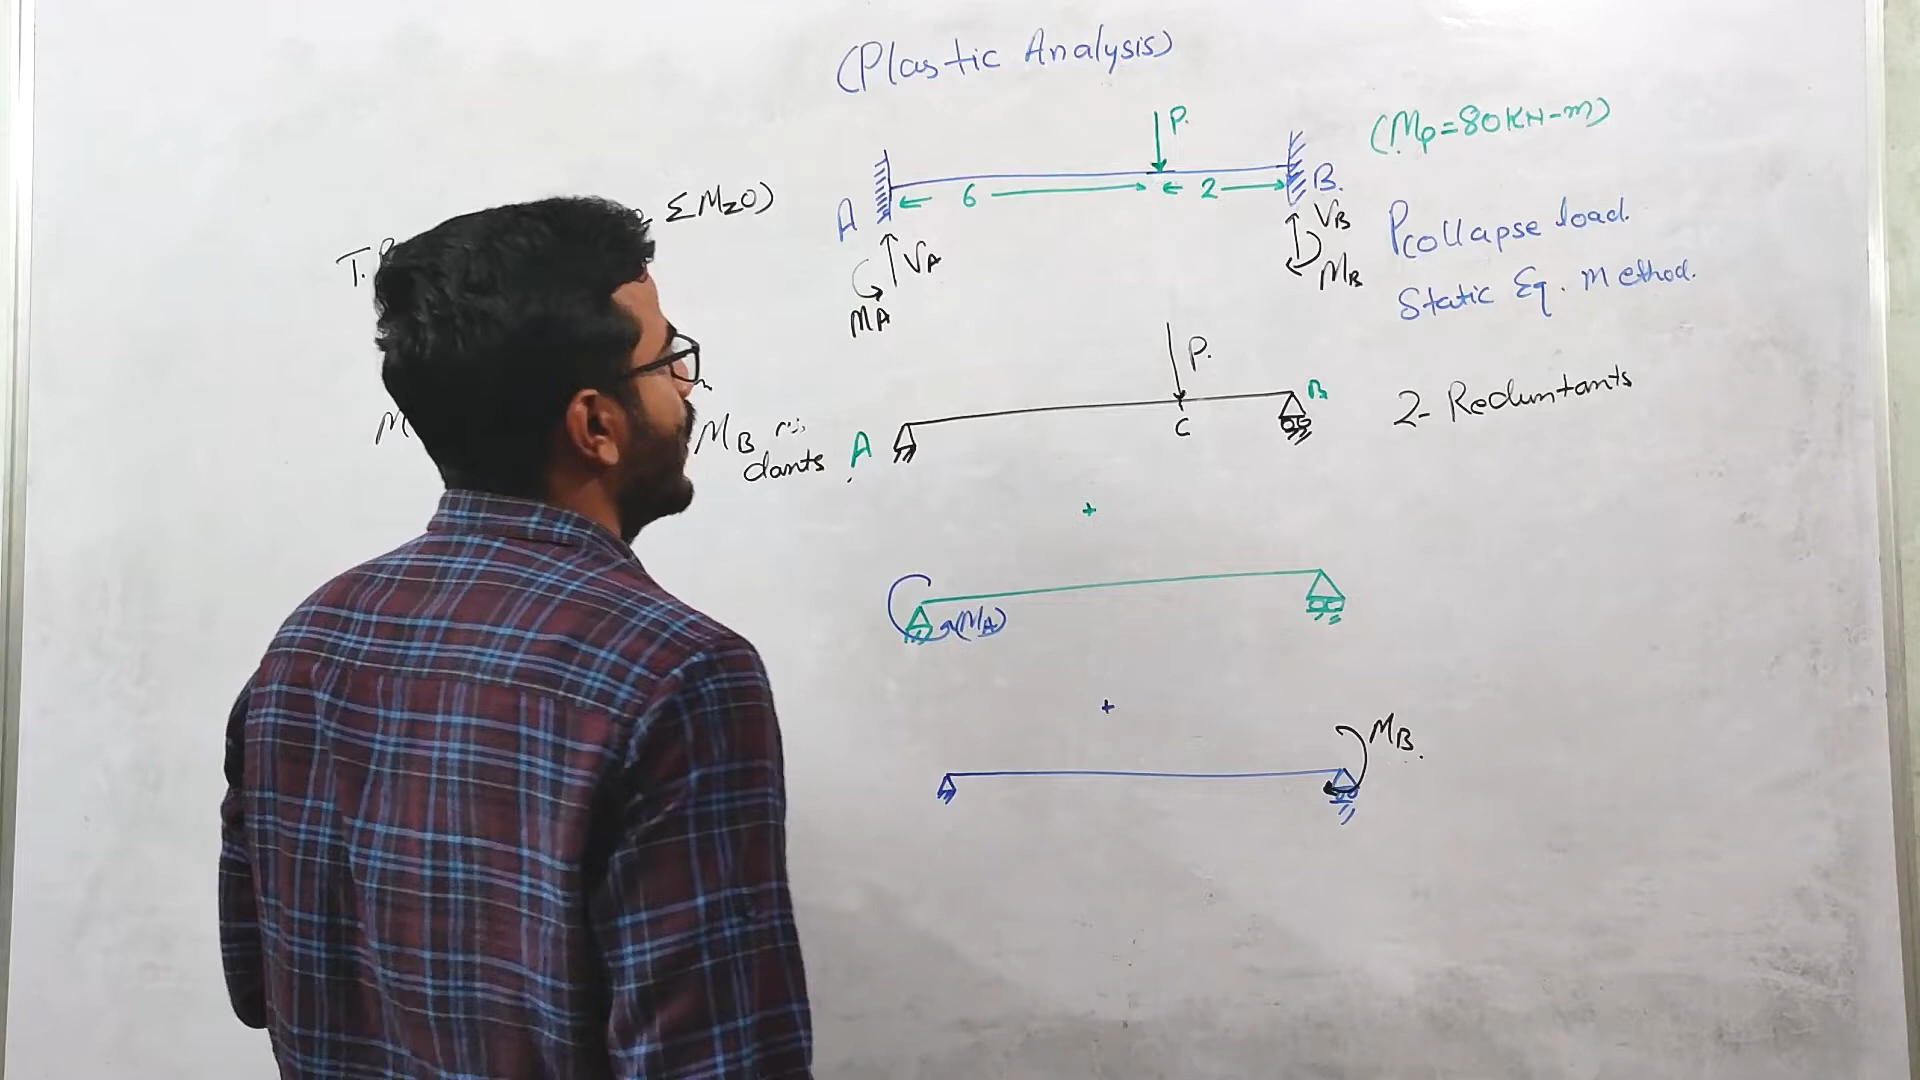 (Plastic Analysis)
P.
(Mp=80KN-m)
ΣM=0)
6
2
A
B.
VA
MA
VB
MB
Pcollapse load.
Static Eq. Method.
T.
P.
C
A
B
2- Reduntants
M
MB
dants
+
(MA)
+
MB.